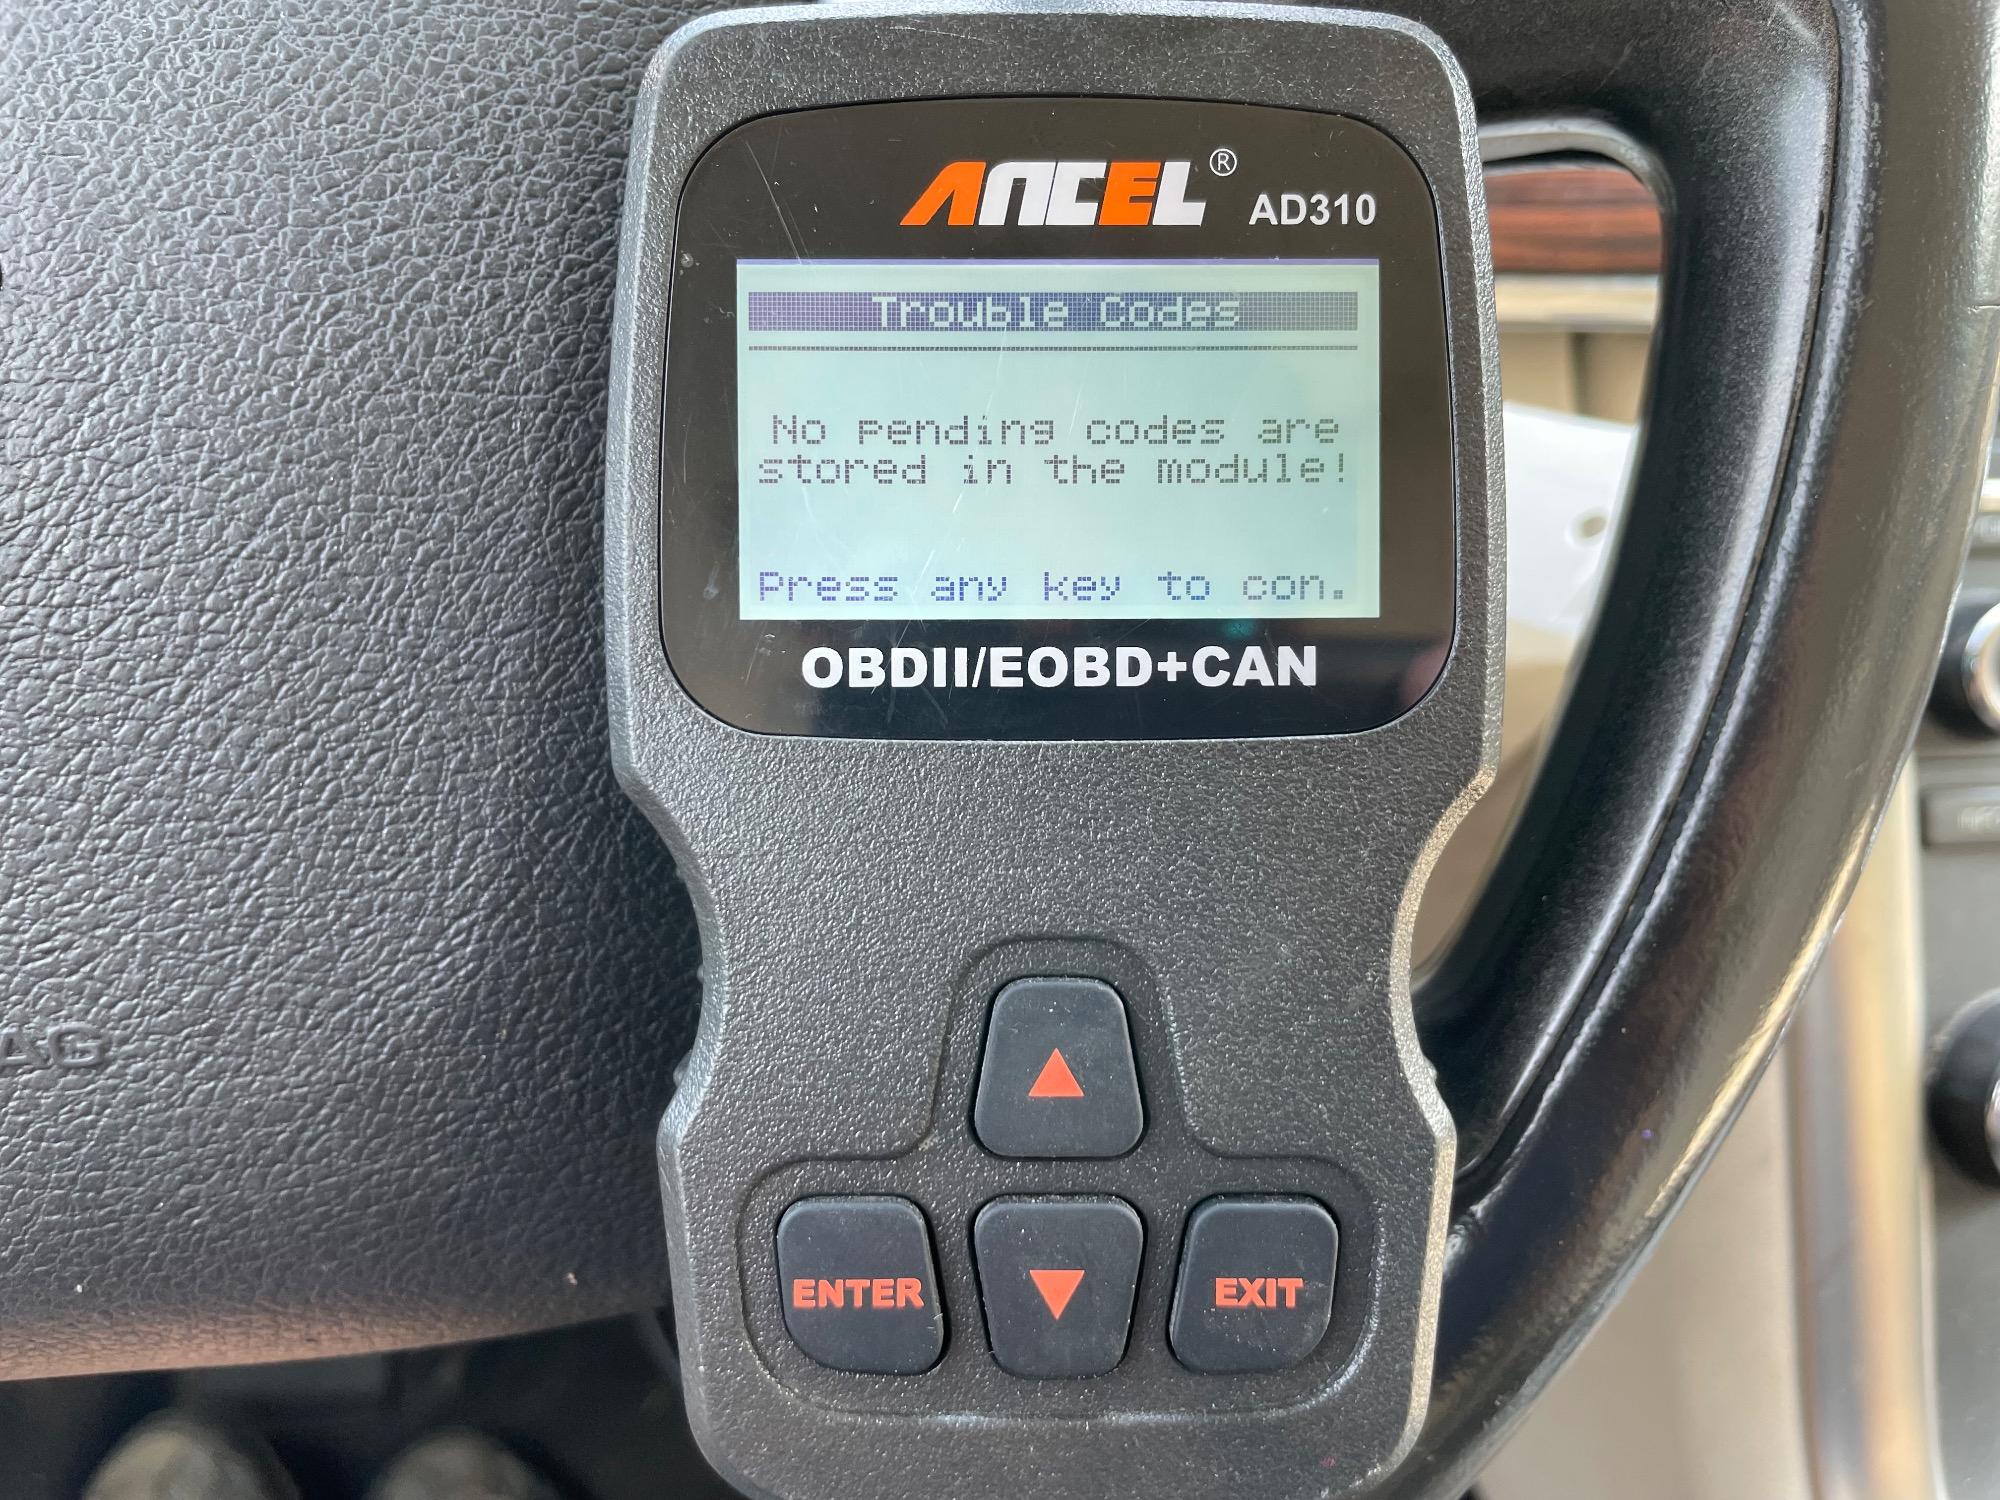 ANCEL®
AD310
Trouble Codes
No pending codes are
stored in the module!
Press any key to con.
OBDII/EOBD+CAN
ENTER
EXIT
AG